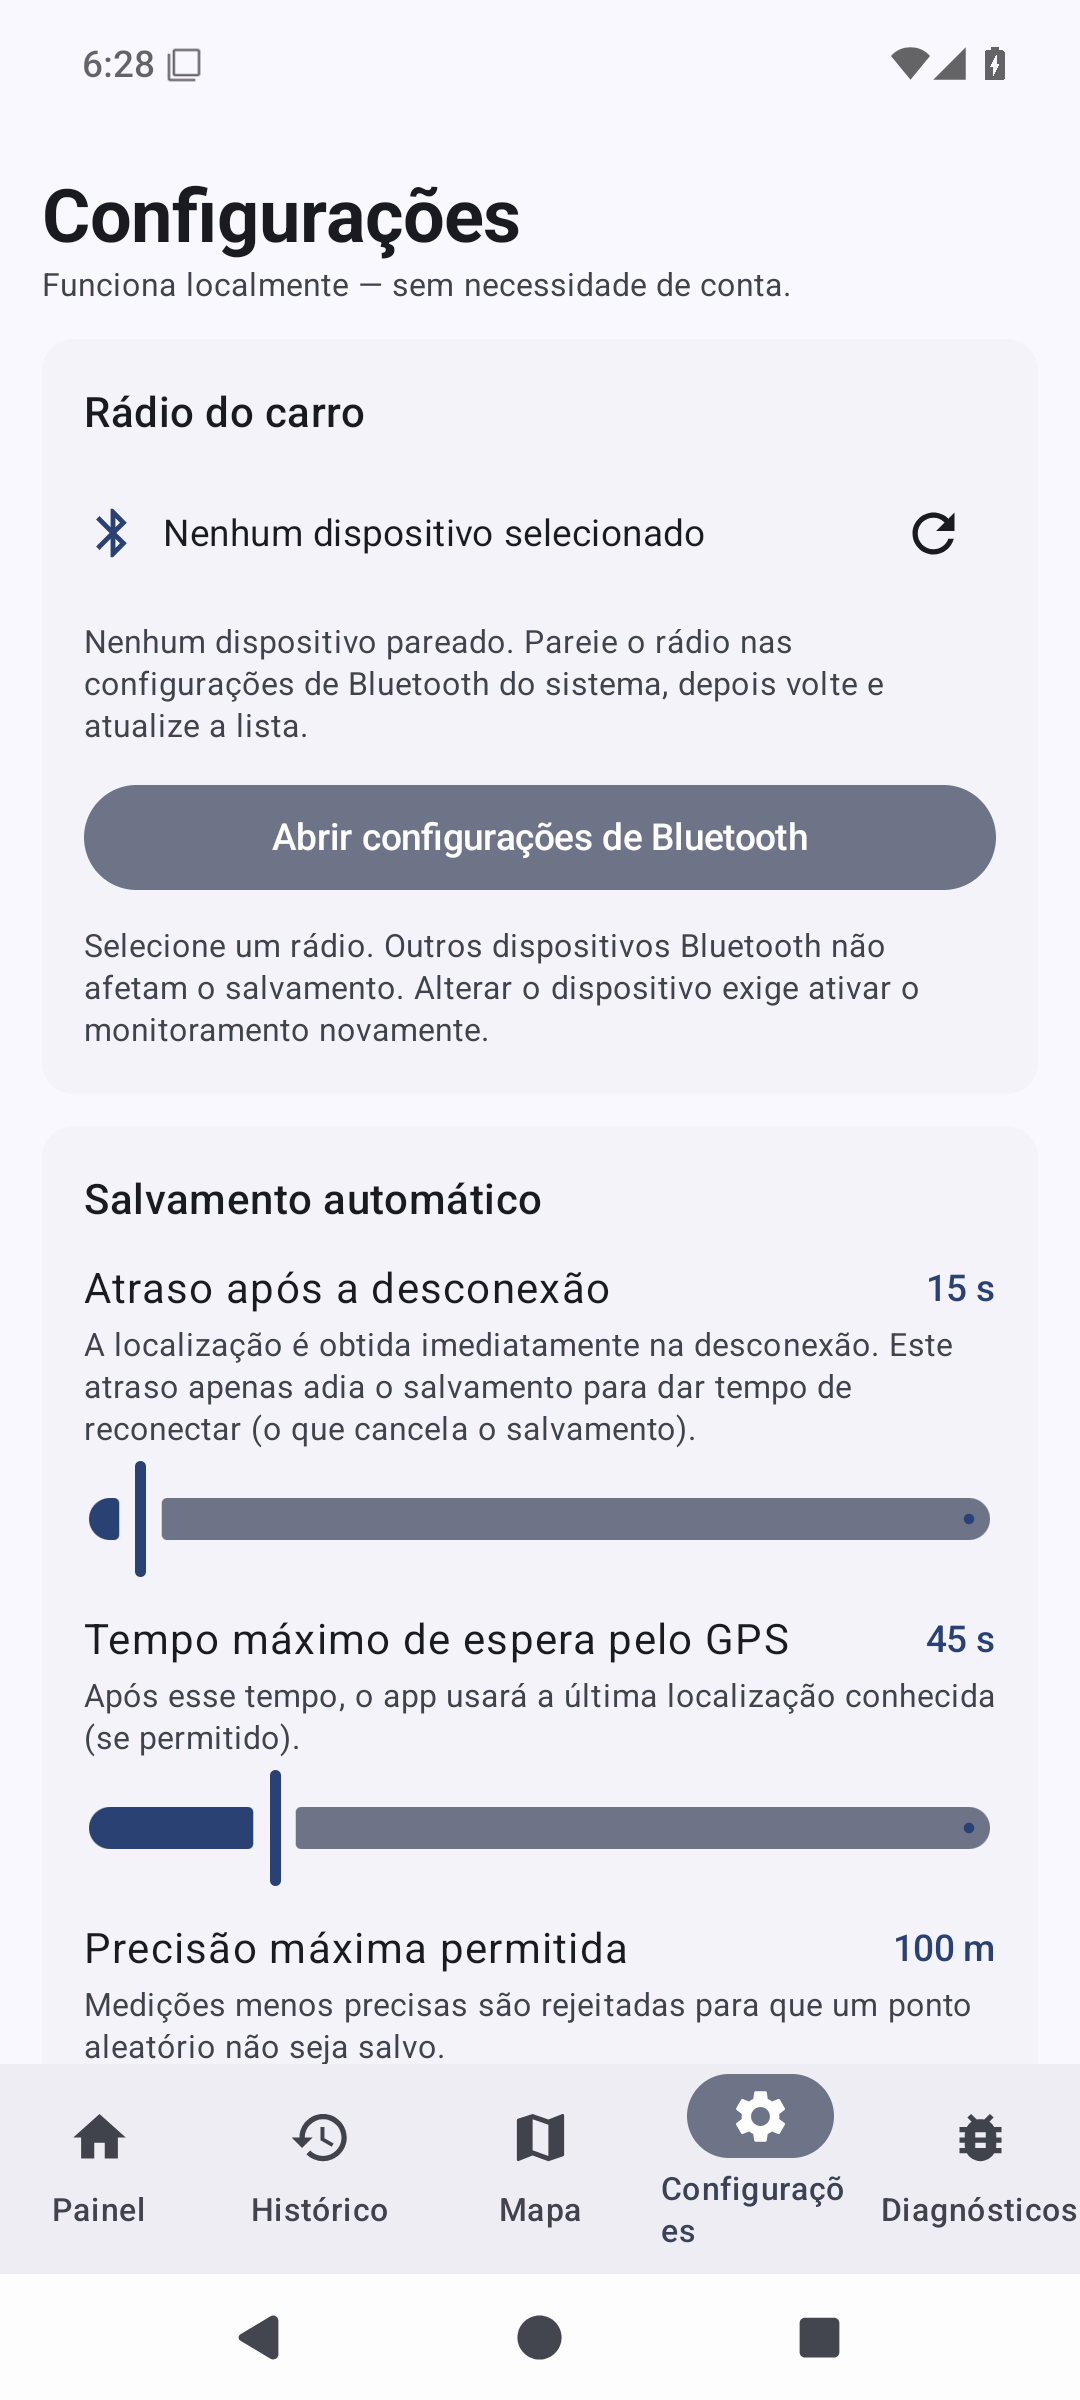 6:28
Configurações
Funciona localmente — sem necessidade de conta.
Rádio do carro
Nenhum dispositivo selecionado
Nenhum dispositivo pareado. Pareie o rádio nas
configurações de Bluetooth do sistema, depois volte e
atualize a lista.
Abrir configurações de Bluetooth
Selecione um rádio. Outros dispositivos Bluetooth não
afetam o salvamento. Alterar o dispositivo exige ativar o
monitoramento novamente.
Salvamento automático
Atraso após a desconexão 15 s
A localização é obtida imediatamente na desconexão. Este
atraso apenas adia o salvamento para dar tempo de
reconectar (o que cancela o salvamento).
Tempo máximo de espera pelo GPS 45 s
Após esse tempo, o app usará a última localização conhecida
(se permitido).
Precisão máxima permitida 100 m
Medições menos precisas são rejeitadas para que um ponto
aleatório não seja salvo.
Painel
Histórico
Mapa
Configuraçõ
es
Diagnósticos